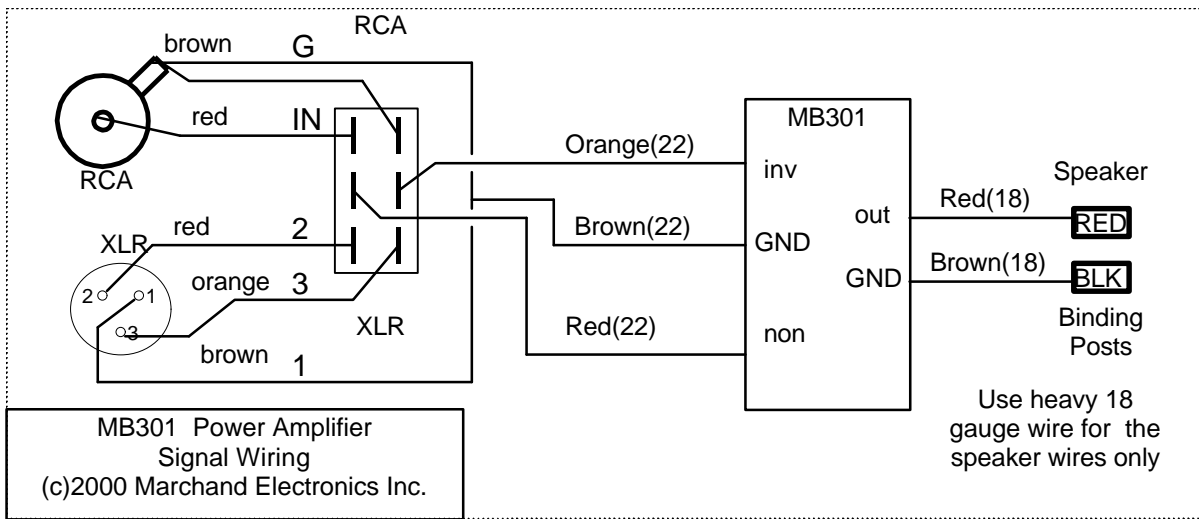 RCA
brown
G
red
IN
RCA
XLR
red
2
orange
3
2
1
3
XLR
brown
1
MB301
Orange(22)
inv
Brown(22)
GND
Red(22)
non
out
GND
Red(18)
Brown(18)
Speaker
RED
BLK
Binding
Posts
Use heavy 18
gauge wire for the
speaker wires only
MB301 Power Amplifier
Signal Wiring
(c)2000 Marchand Electronics Inc.